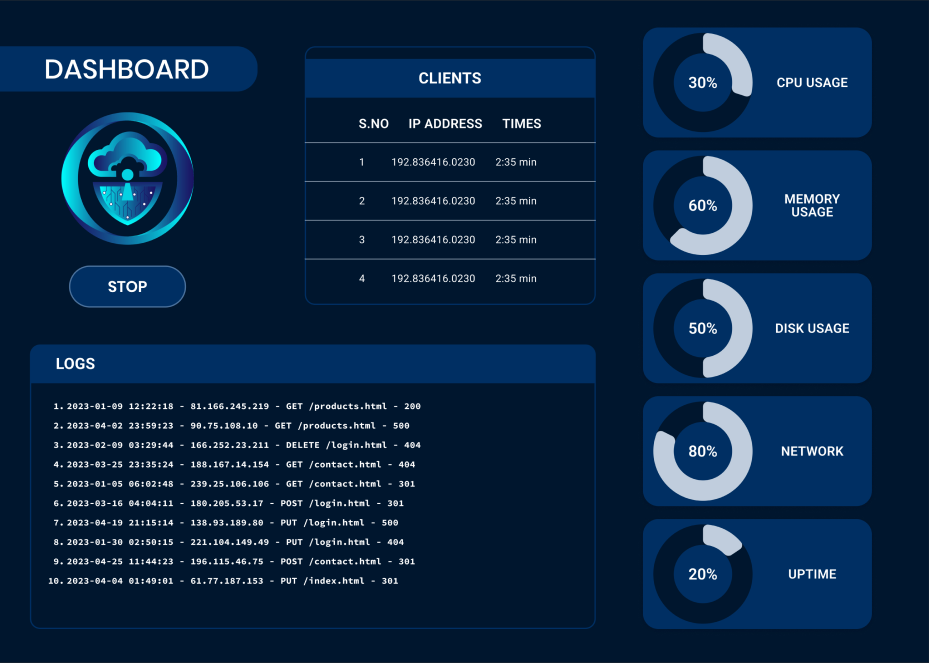 DASHBOARD
STOP
CLIENTS
S.NO IP ADDRESS TIMES
1 192.836416.0230 2:35 min
2 192.836416.0230 2:35 min
3 192.836416.0230 2:35 min
4 192.836416.0230 2:35 min
LOGS
1. 2023-01-09 12:22:18 - 81.166.245.219 - GET /products.html - 200
2. 2023-04-02 23:59:23 - 90.75.108.10 - GET /products.html - 500
3. 2023-02-09 03:29:44 - 166.252.23.211 - DELETE /login.html - 404
4. 2023-03-25 23:35:24 - 188.167.14.154 - GET /contact.html - 404
5. 2023-01-05 06:02:48 - 239.25.106.106 - GET /contact.html - 301
6. 2023-03-16 04:04:11 - 180.205.53.17 - POST /login.html - 301
7. 2023-04-19 21:15:14 - 138.93.189.80 - PUT /login.html - 500
8. 2023-01-30 02:50:15 - 221.104.149.49 - PUT /login.html - 404
9. 2023-04-25 11:44:23 - 196.115.46.75 - POST /contact.html - 301
10. 2023-04-04 01:49:01 - 61.77.187.153 - PUT /index.html - 301
30% CPU USAGE
60% MEMORY
USAGE
50% DISK USAGE
80% NETWORK
20% UPTIME